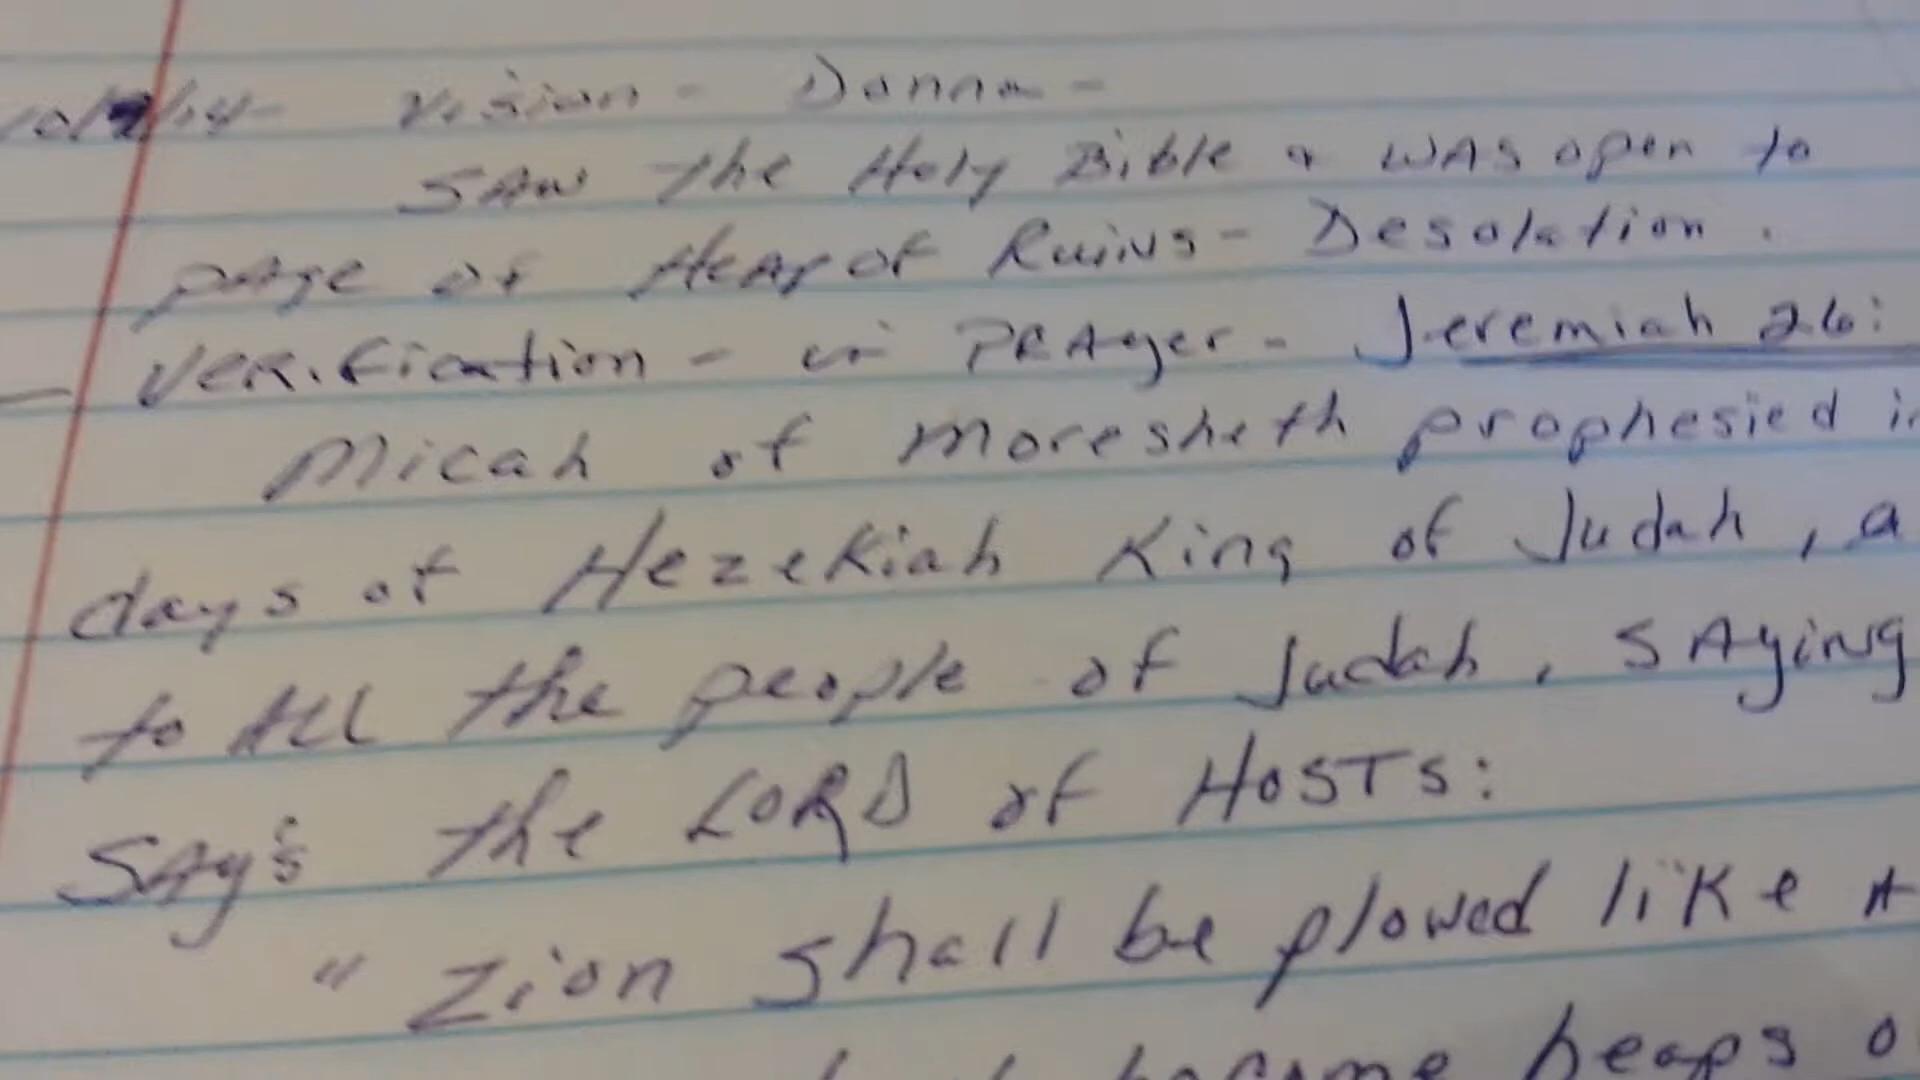 Vision - Donna -
SAW the Holy Bible & WAS open to
page of Heap of Ruins - Desolation.
Verification - in PRAyer - Jeremiah 26:
Micah of Moresheth prophesied in
days of Hezekiah King of Judah, a
to All the people of Judah, SAying
SAy's the LORD of HOSTS:
" Zion shall be plowed like A
become heaps o